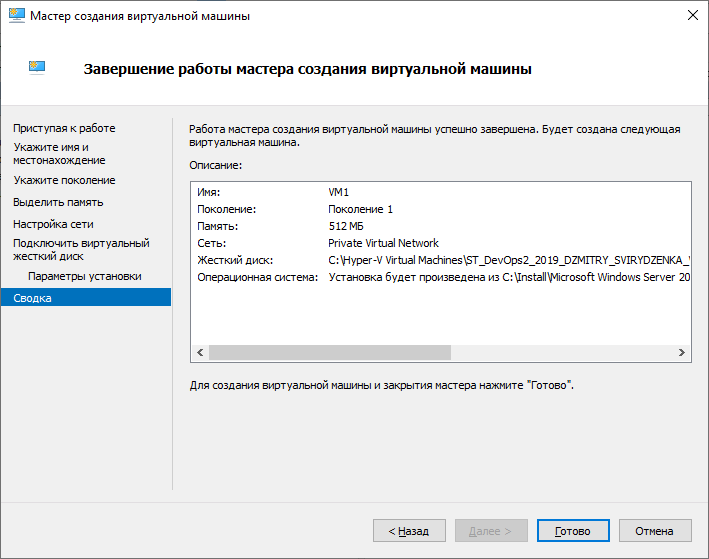 Мастер создания виртуальной машины
Завершение работы мастера создания виртуальной машины
Приступая к работе
Укажите имя и
местонахождение
Укажите поколение
Выделить память
Настройка сети
Подключить виртуальный
жесткий диск
Параметры установки
Сводка
Работа мастера создания виртуальной машины успешно завершена. Будет создана следующая
виртуальная машина.
Описание:
Имя: VM1
Поколение: Поколение 1
Память: 512 МБ
Сеть: Private Virtual Network
Жесткий диск: C:\Hyper-V Virtual Machines\ST_DevOps2_2019_DZMITRY_SVIRYDZENKA_
Операционная система: Установка будет произведена из C:\Install\Microsoft Windows Server 20
Для создания виртуальной машины и закрытия мастера нажмите "Готово".
< Назад
Далее >
Готово
Отмена